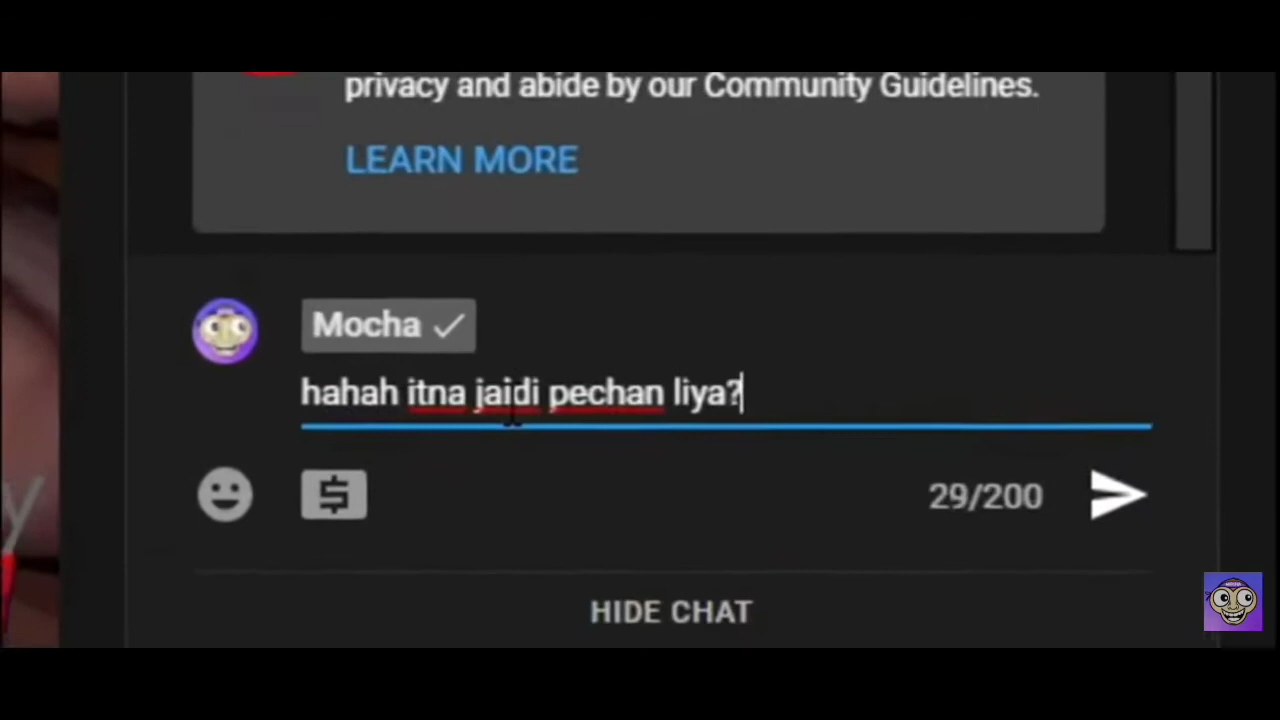 privacy and abide by our Community Guidelines.
LEARN MORE
Mocha
hahah itna jaidi pechan liya?
29/200
HIDE CHAT